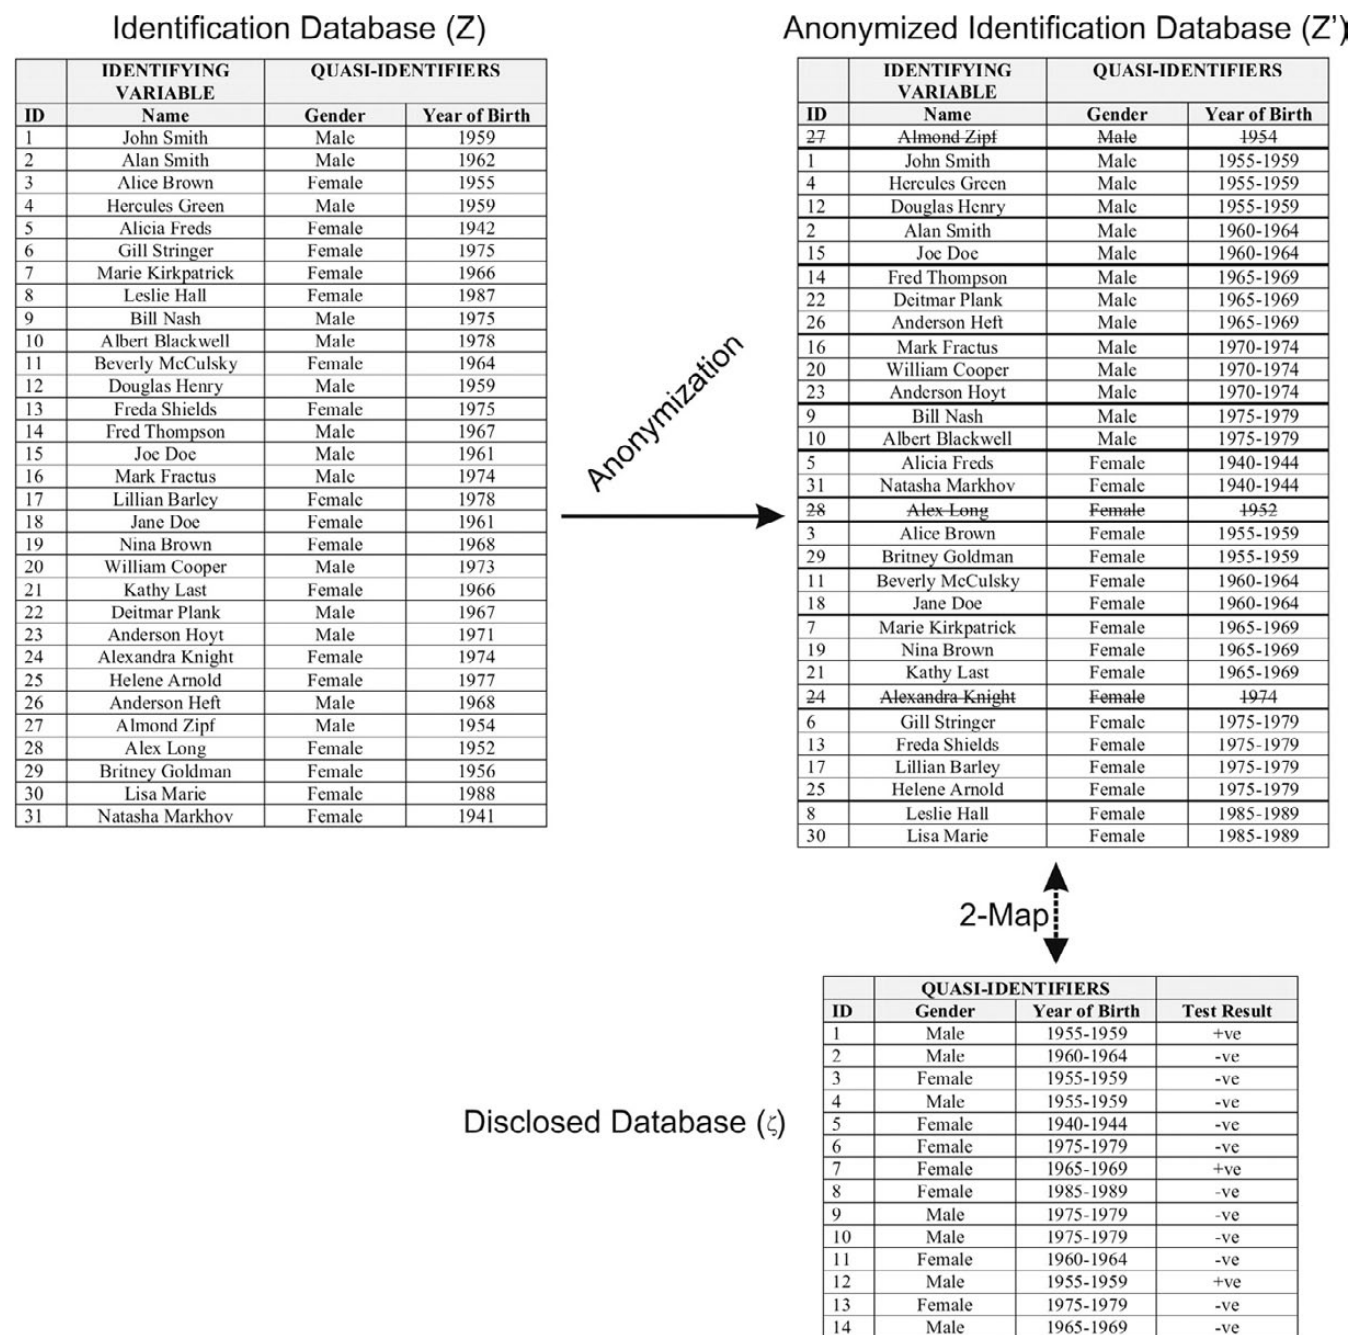 Identification Database (Z)
IDENTIFYING VARIABLE QUASI-IDENTIFIERS
ID Name Gender Year of Birth
1 John Smith Male 1959
2 Alan Smith Male 1962
3 Alice Brown Female 1955
4 Hercules Green Male 1959
5 Alicia Freds Female 1942
6 Gill Stringer Female 1975
7 Marie Kirkpatrick Female 1966
8 Leslie Hall Female 1987
9 Bill Nash Male 1975
10 Albert Blackwell Male 1978
11 Beverly McCulsky Female 1964
12 Douglas Henry Male 1959
13 Freda Shields Female 1975
14 Fred Thompson Male 1967
15 Joe Doe Male 1961
16 Mark Fractus Male 1974
17 Lillian Barley Female 1978
18 Jane Doe Female 1961
19 Nina Brown Female 1968
20 William Cooper Male 1973
21 Kathy Last Female 1966
22 Deitmar Plank Male 1967
23 Anderson Hoyt Male 1971
24 Alexandra Knight Female 1974
25 Helene Arnold Female 1977
26 Anderson Heft Male 1968
27 Almond Zipf Male 1954
28 Alex Long Female 1952
29 Britney Goldman Female 1956
30 Lisa Marie Female 1988
31 Natasha Markhov Female 1941
Anonymization
Anonymized Identification Database (Z')
IDENTIFYING VARIABLE QUASI-IDENTIFIERS
ID Name Gender Year of Birth
27 Almond Zipf Male 1954
1 John Smith Male 1955-1959
4 Hercules Green Male 1955-1959
12 Douglas Henry Male 1955-1959
2 Alan Smith Male 1960-1964
15 Joe Doe Male 1960-1964
14 Fred Thompson Male 1965-1969
22 Deitmar Plank Male 1965-1969
26 Anderson Heft Male 1965-1969
16 Mark Fractus Male 1970-1974
20 William Cooper Male 1970-1974
23 Anderson Hoyt Male 1970-1974
9 Bill Nash Male 1975-1979
10 Albert Blackwell Male 1975-1979
5 Alicia Freds Female 1940-1944
31 Natasha Markhov Female 1940-1944
28 Alex Long Female 1952
3 Alice Brown Female 1955-1959
29 Britney Goldman Female 1955-1959
11 Beverly McCulsky Female 1960-1964
18 Jane Doe Female 1960-1964
7 Marie Kirkpatrick Female 1965-1969
19 Nina Brown Female 1965-1969
21 Kathy Last Female 1965-1969
24 Alexandra Knight Female 1974
6 Gill Stringer Female 1975-1979
13 Freda Shields Female 1975-1979
17 Lillian Barley Female 1975-1979
25 Helene Arnold Female 1975-1979
8 Leslie Hall Female 1985-1989
30 Lisa Marie Female 1985-1989
2-Map
Disclosed Database (ζ)
QUASI-IDENTIFIERS
ID Gender Year of Birth Test Result
1 Male 1955-1959 +ve
2 Male 1960-1964 -ve
3 Female 1955-1959 -ve
4 Male 1955-1959 -ve
5 Female 1940-1944 -ve
6 Female 1975-1979 -ve
7 Female 1965-1969 +ve
8 Female 1985-1989 -ve
9 Male 1975-1979 -ve
10 Male 1975-1979 -ve
11 Female 1960-1964 -ve
12 Male 1955-1959 +ve
13 Female 1975-1979 -ve
14 Male 1965-1969 -ve